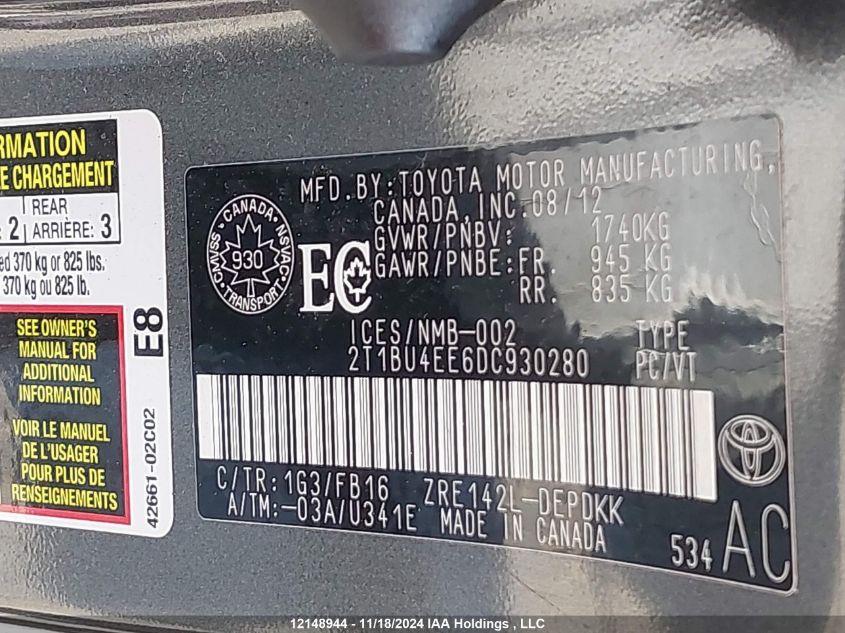 RMATION
E CHARGEMENT
: 2 | REAR
ARRIÈRE: 3
ed 370 kg or 825 lbs.
370 kg ou 825 lb.
SEE OWNER'S
MANUAL FOR
ADDITIONAL
INFORMATION
VOIR LE MANUEL
DE L'USAGER
POUR PLUS DE
RENSEIGNEMENTS
E8
42661-02C02
MFD.BY:TOYOTA MOTOR MANUFACTURING,
CANADA,INC.08/12
GVWR/PNBV: 1740KG
GAWR/PNBE:FR. 945 KG
RR. 835 KG
CANADA
CMVSS NSVAC
930
TRANSPORT
EC
ICES/NMB-002 TYPE
2T1BU4EE6DC930280 PC/VT
C/TR:1G3/FB16 ZRE142L-DEPDKK
A/TM:-03A/U341E MADE IN CANADA
534 AC
12148944 - 11/18/2024 IAA Holdings , LLC